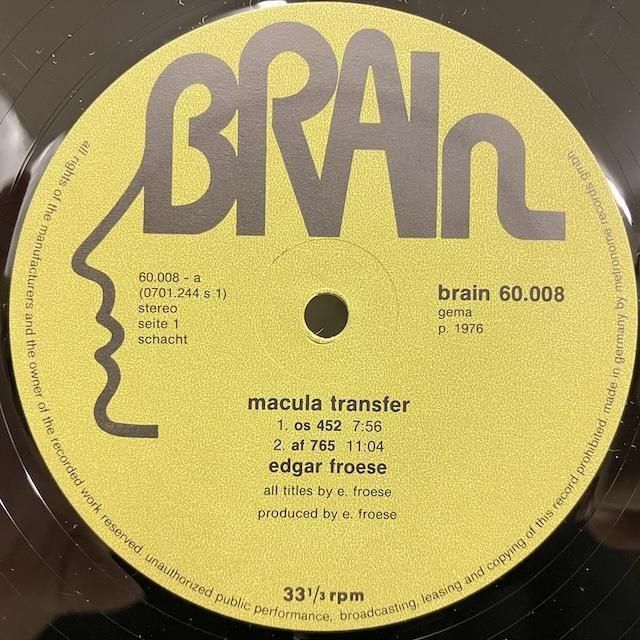 BRAIn
60.008 - a
(0701.244 s 1)
stereo
seite 1
schacht
brain 60.008
gema
p. 1976
macula transfer
1. os 452 7:56
2. af 765 11:04
edgar froese
all titles by e. froese
produced by e. froese
33 1/3 rpm
all rights of the manufacturers and the owner of the recorded work reserved. unauthorized public performance, broadcasting, leasing and copying of this record prohibited. made in germany by metronome records gmbh